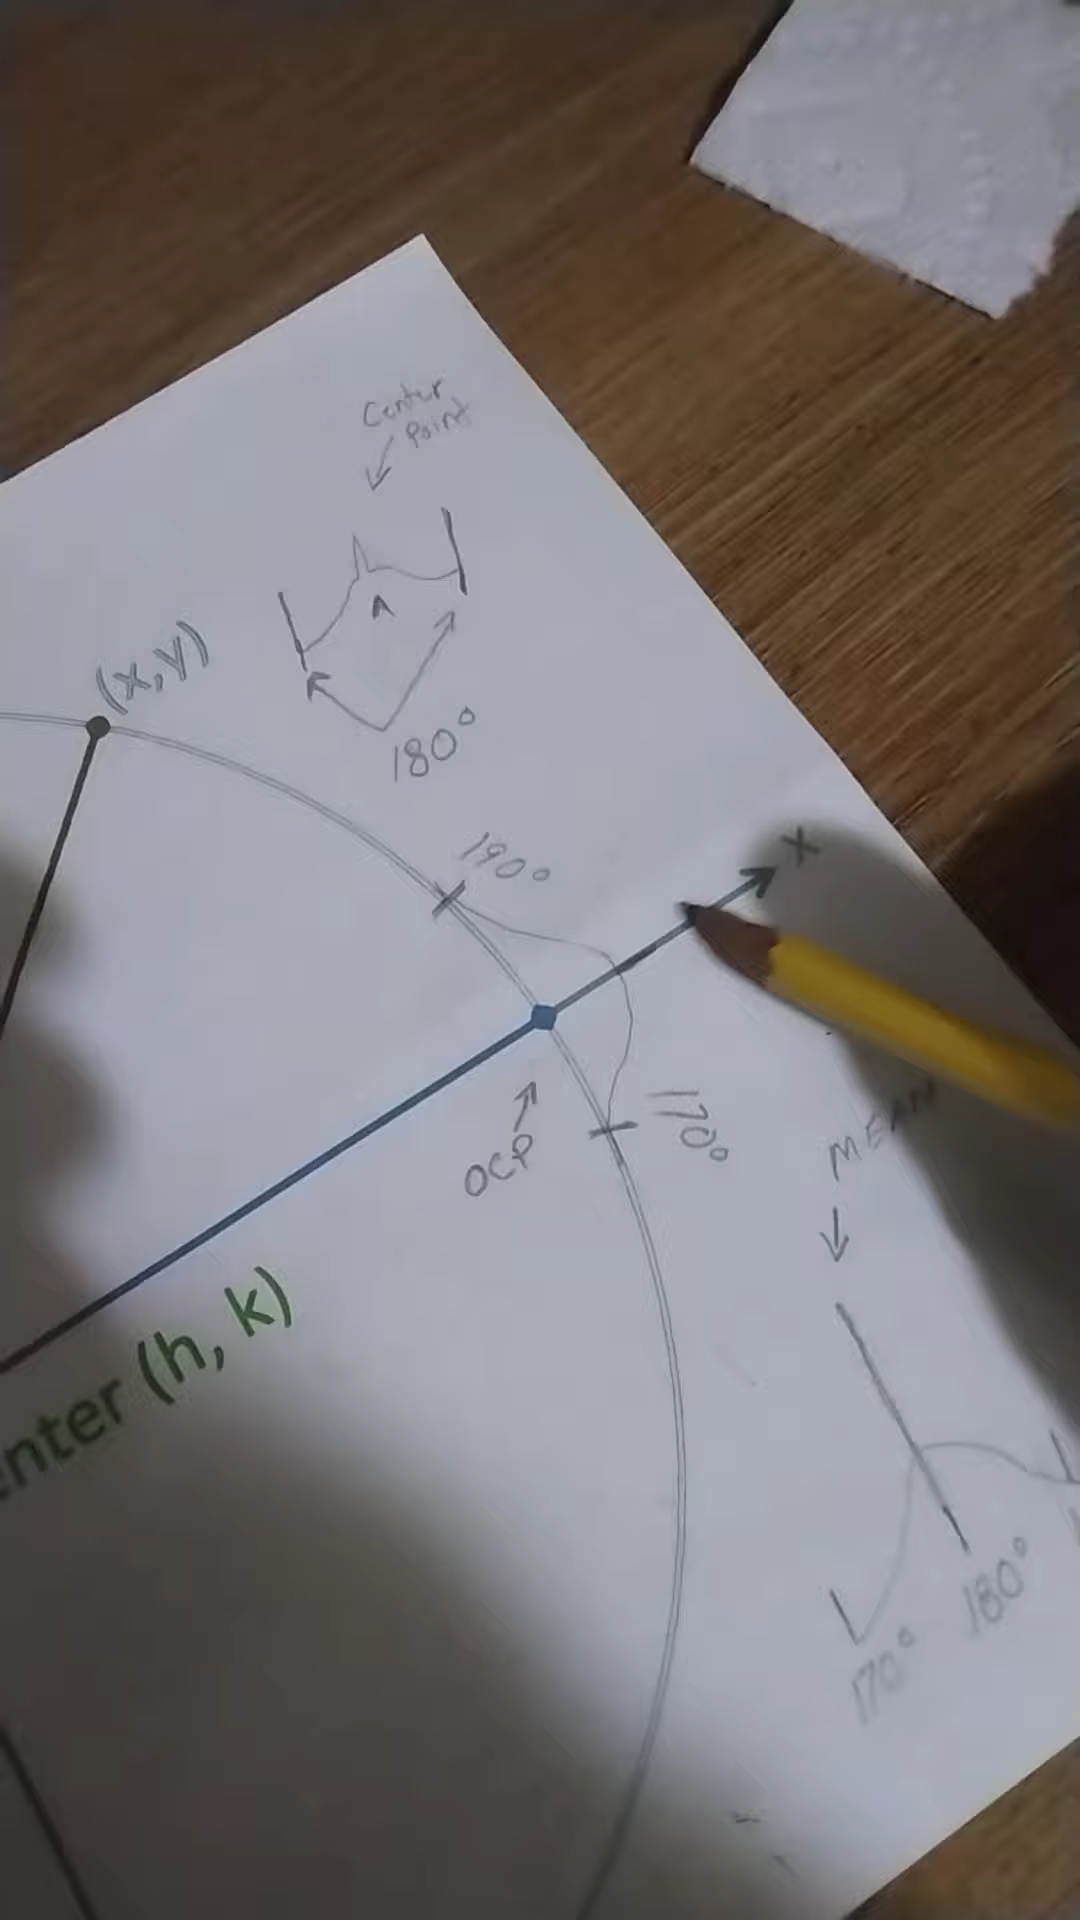 Center
Point
(x,y)
180°
190°
x
170°
OCP
MEAN
enter (h, k)
180°
170°